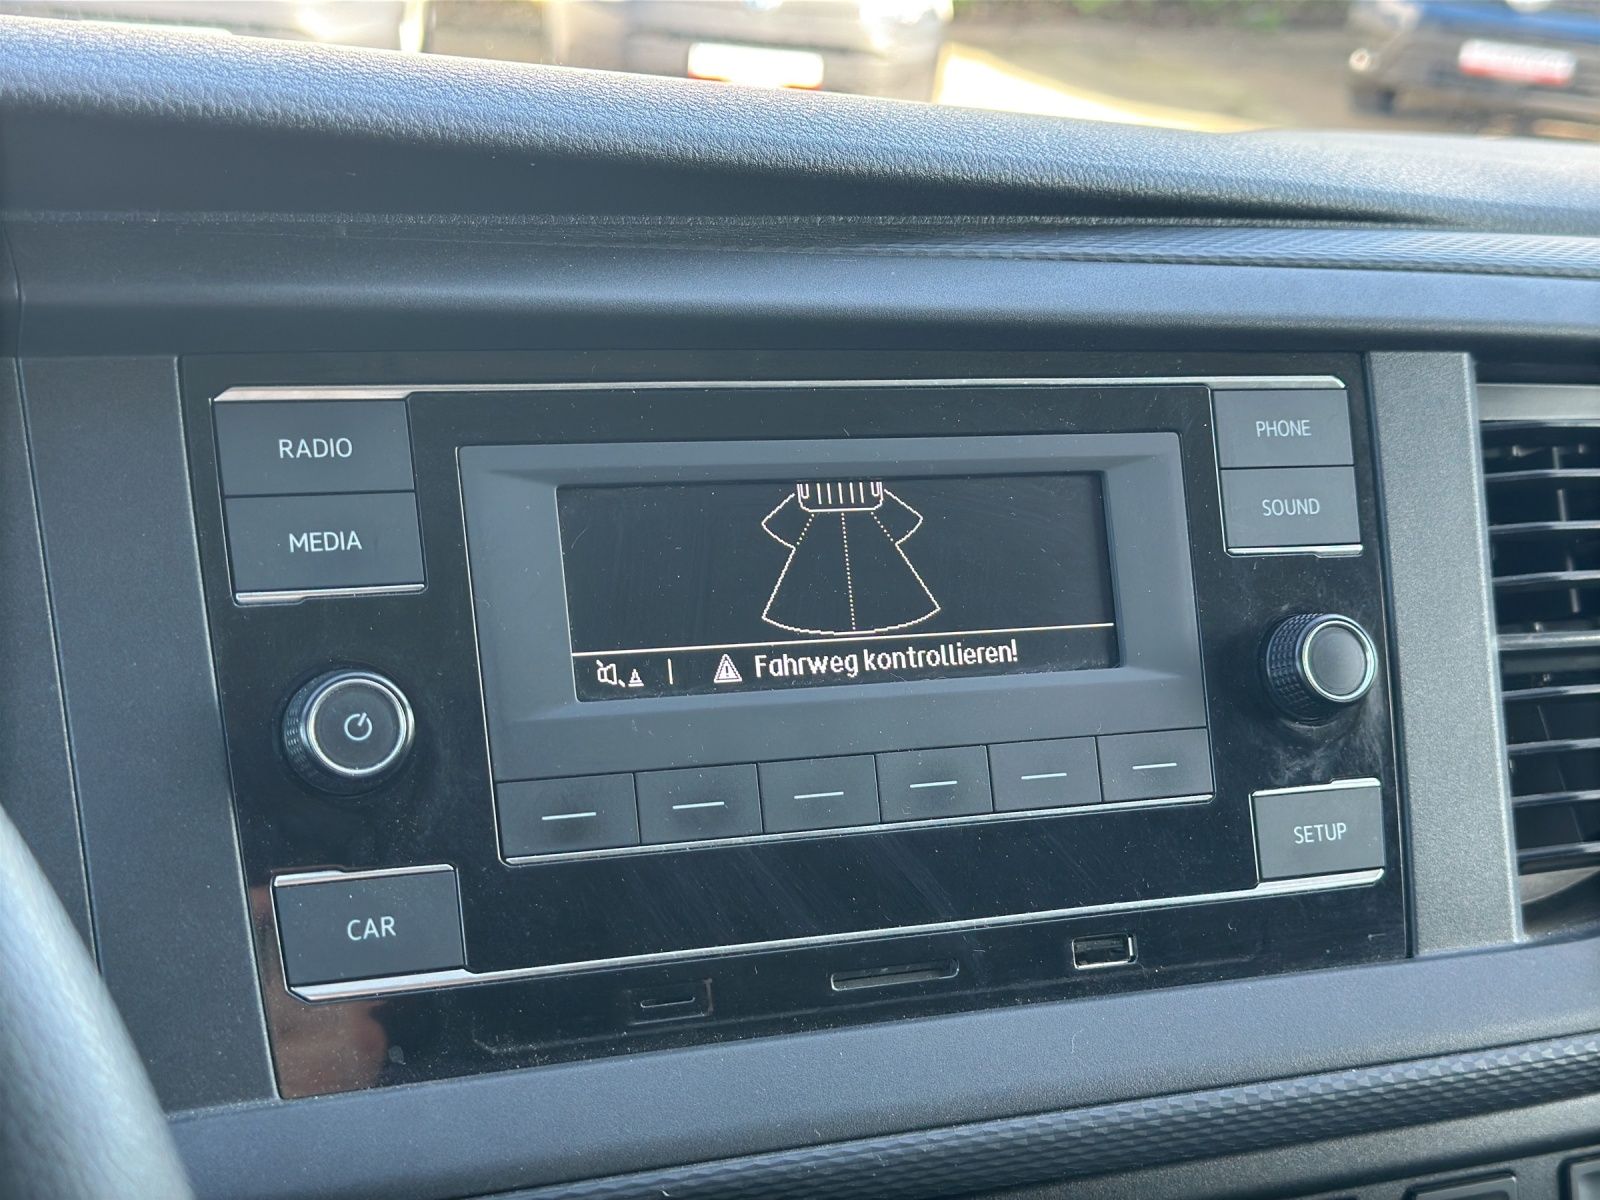 RADIO
MEDIA
PHONE
SOUND
Fahrweg kontrollieren!
SETUP
CAR